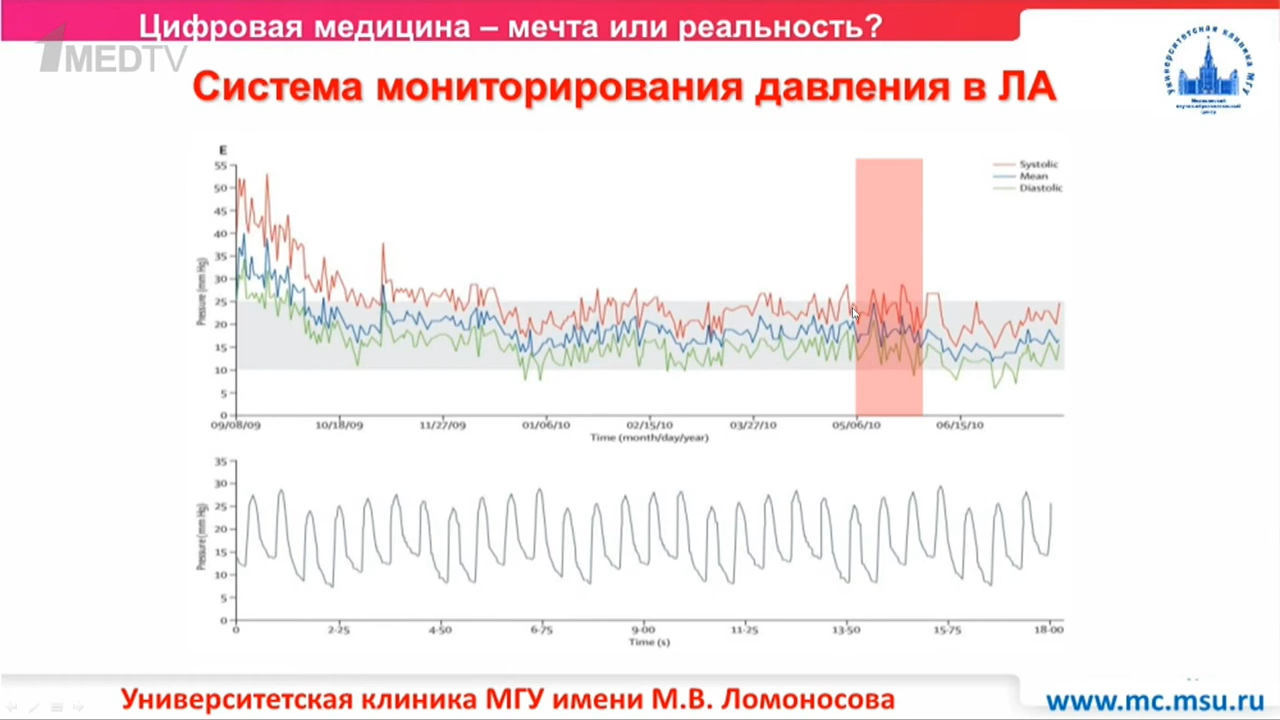 Цифровая медицина – мечта или реальность?
1MEDTV
Система мониторирования давления в ЛА
Университетская клиника МГУ
E
55
50
45
40
35
30
25
20
15
10
5
0
Pressure (mm Hg)
Systolic
Mean
Diastolic
09/08/09 10/18/09 11/27/09 01/06/10 02/15/10 03/27/10 05/06/10 06/15/10
Time (month/day/year)
35
30
25
20
15
10
5
0
Pressure (mm Hg)
0 2·25 4·50 6·75 9·00 11·25 13·50 15·75 18·00
Time (s)
Университетская клиника МГУ имени М.В. Ломоносова
www.mc.msu.ru